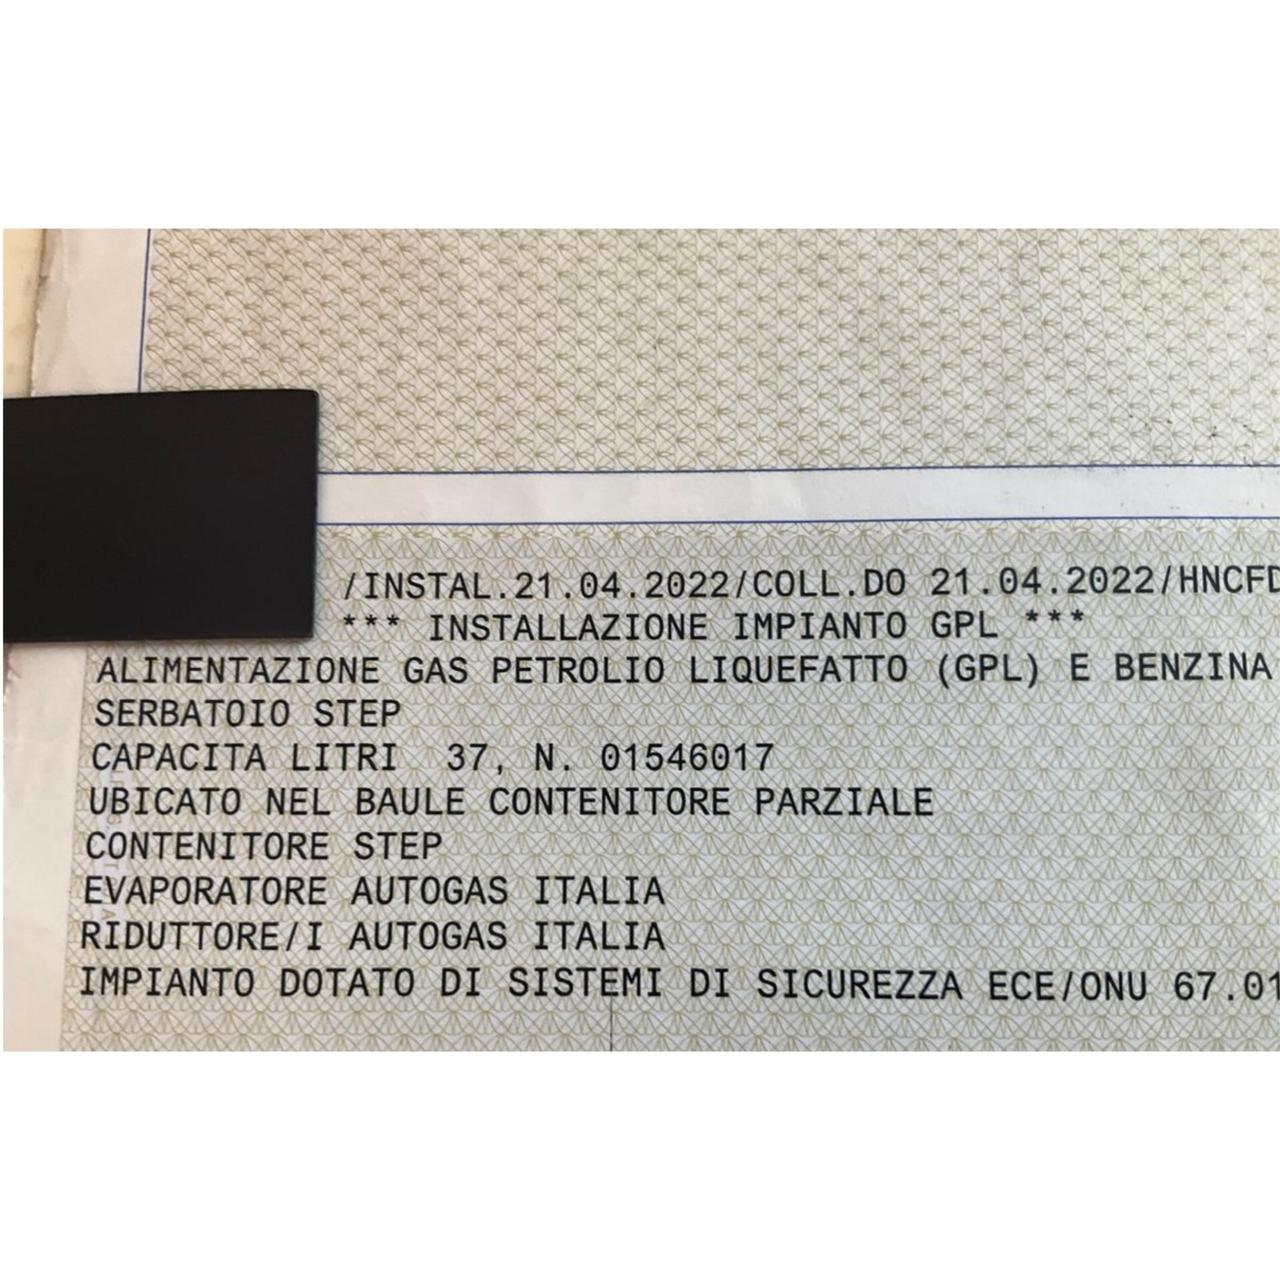 /INSTAL.21.04.2022/COLL.DO 21.04.2022/HNCFD
*** INSTALLAZIONE IMPIANTO GPL ***
ALIMENTAZIONE GAS PETROLIO LIQUEFATTO (GPL) E BENZINA
SERBATOIO STEP
CAPACITA LITRI 37, N. 01546017
UBICATO NEL BAULE CONTENITORE PARZIALE
CONTENITORE STEP
EVAPORATORE AUTOGAS ITALIA
RIDUTTORE/I AUTOGAS ITALIA
IMPIANTO DOTATO DI SISTEMI DI SICUREZZA ECE/ONU 67.01